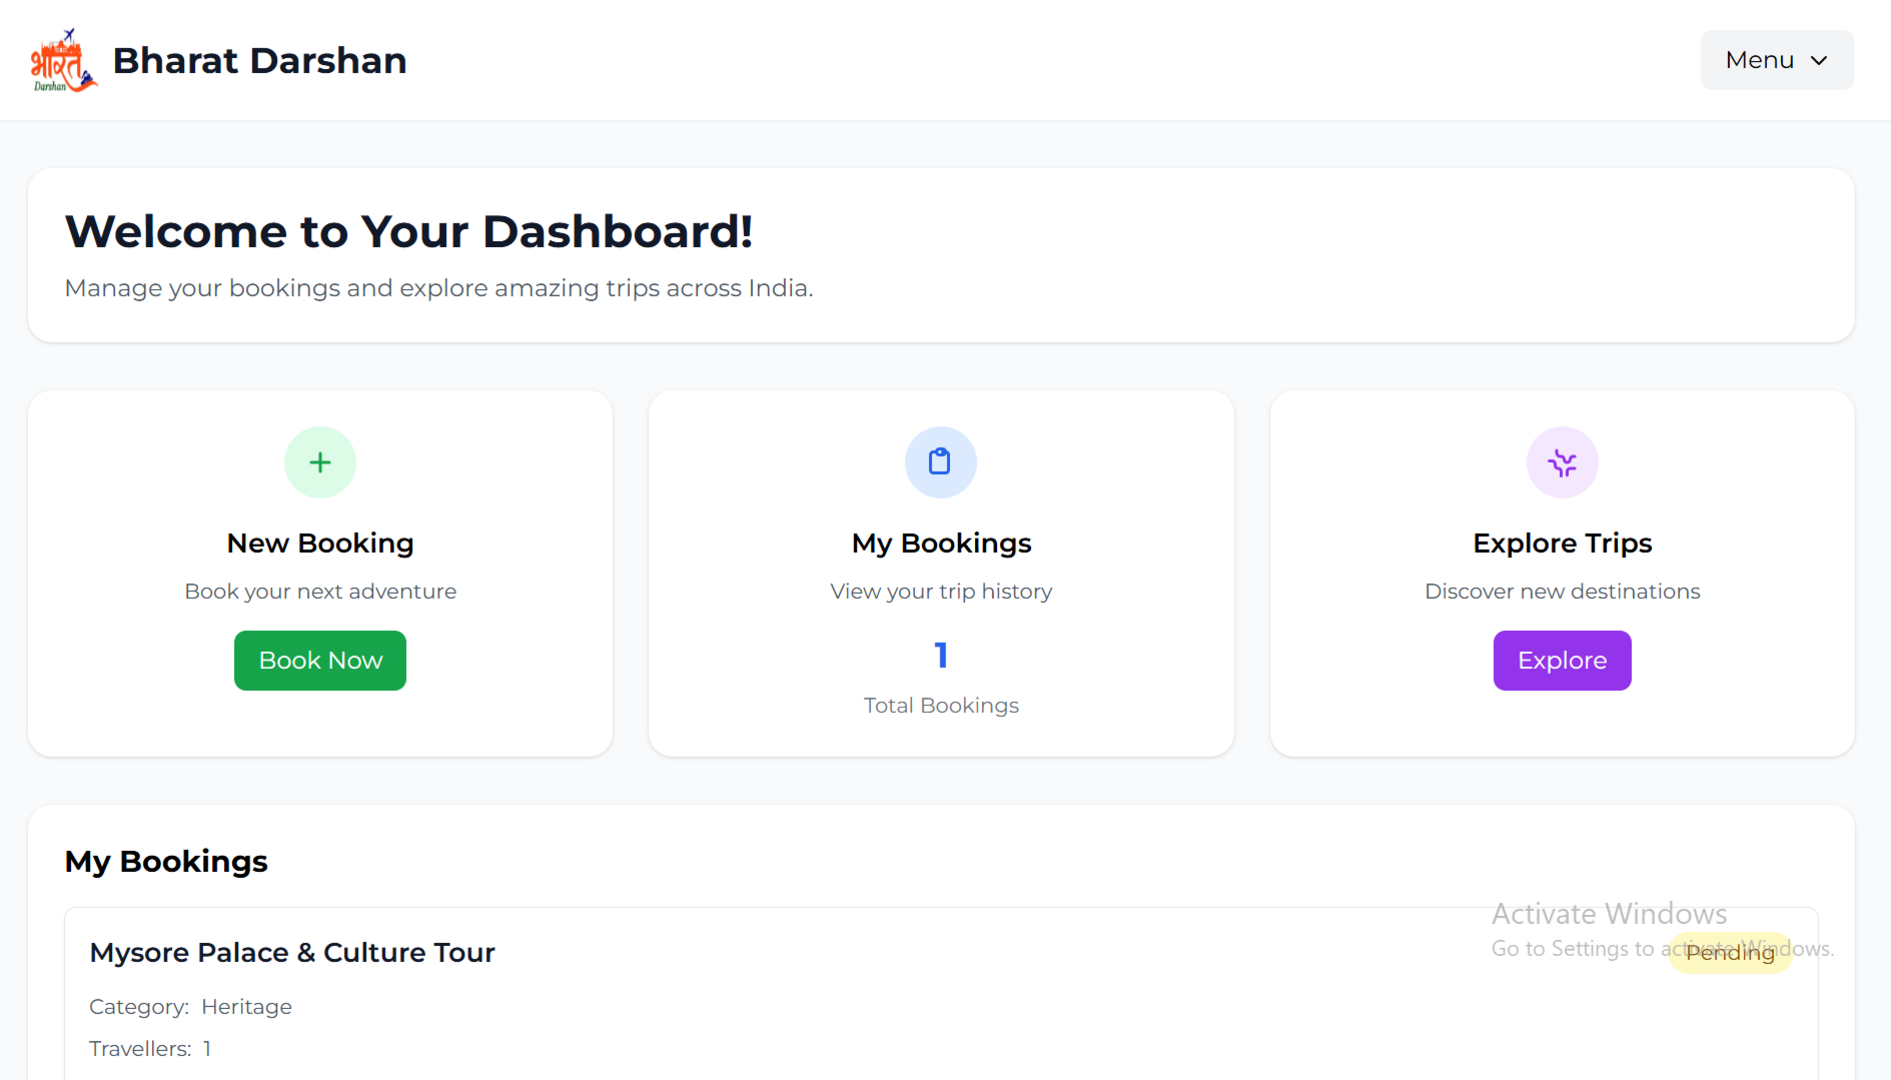 भारत
Darshan
Bharat Darshan
Menu
Welcome to Your Dashboard!
Manage your bookings and explore amazing trips across India.
New Booking
Book your next adventure
Book Now
My Bookings
View your trip history
1
Total Bookings
Explore Trips
Discover new destinations
Explore
My Bookings
Mysore Palace & Culture Tour
Pending
Category: Heritage
Travellers: 1
Activate Windows
Go to Settings to activate Windows.